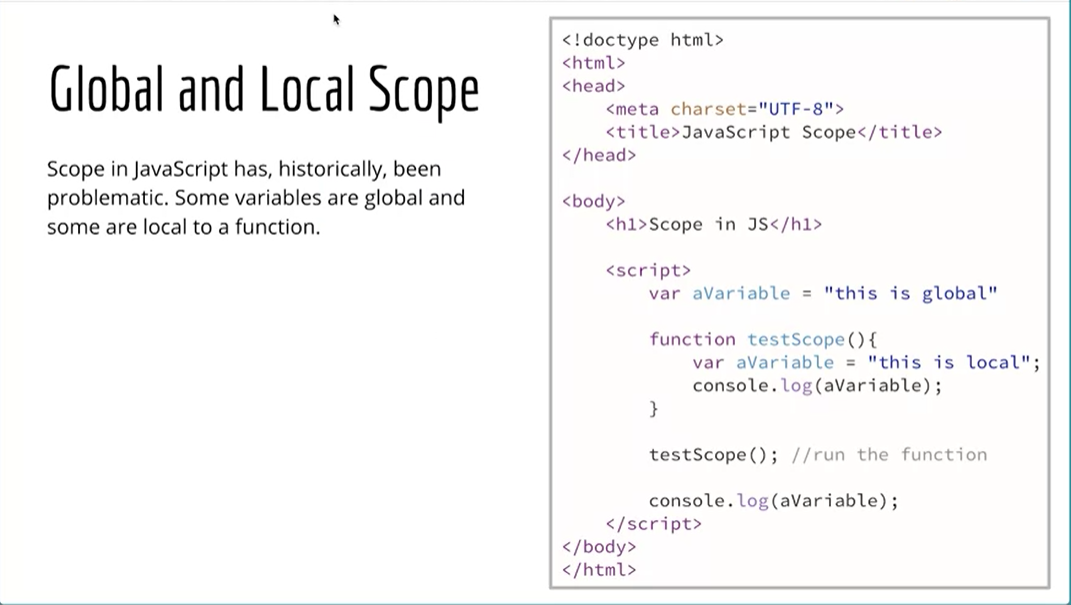 Global and Local Scope
Scope in JavaScript has, historically, been
problematic. Some variables are global and
some are local to a function.
<!doctype html>
<html>
<head>
    <meta charset="UTF-8">
    <title>JavaScript Scope</title>
</head>

<body>
    <h1>Scope in JS</h1>

    <script>
        var aVariable = "this is global"

        function testScope(){
            var aVariable = "this is local";
            console.log(aVariable);
        }

        testScope(); //run the function

        console.log(aVariable);
    </script>
</body>
</html>